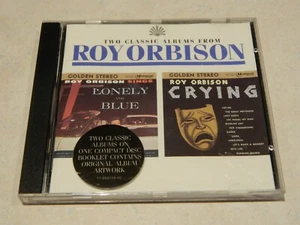 TWO CLASSIC ALBUMS FROM
ROY ORBISON
GOLDEN STEREO
ROY ORBISON SINGS
LONELY
AND
BLUE
GOLDEN STEREO
ROY ORBISON
CRYING
TWO CLASSIC
ALBUMS ON
ONE COMPACT DISC
BOOKLET CONTAINS
ORIGINAL ALBUM
ARTWORK